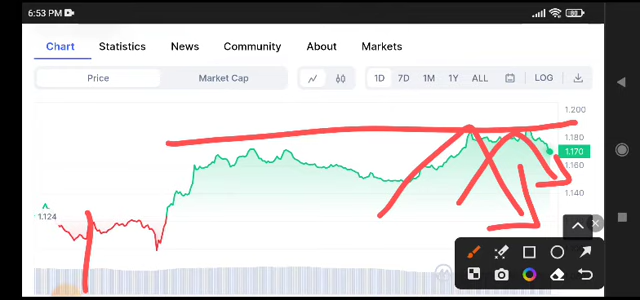 6:53 PM
Chart Statistics News Community About Markets
Price Market Cap 1D 7D 1M 1Y ALL LOG
1.200
1.180
1.170
1.160
1.140
1.124